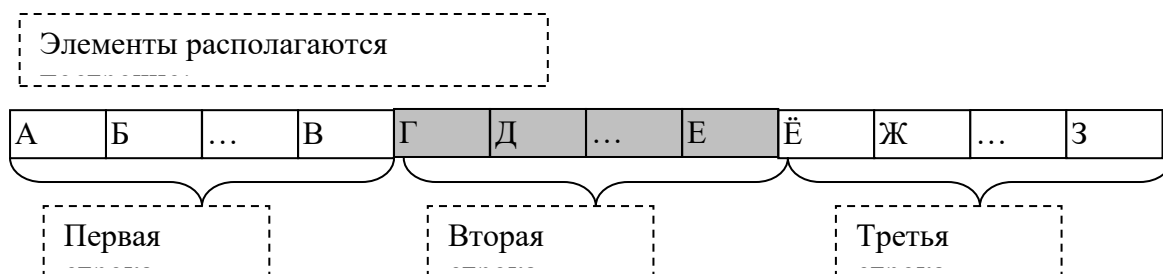 Элементы располагаются
А Б … В Г Д … Е Ё Ж … З
Первая Вторая Третья